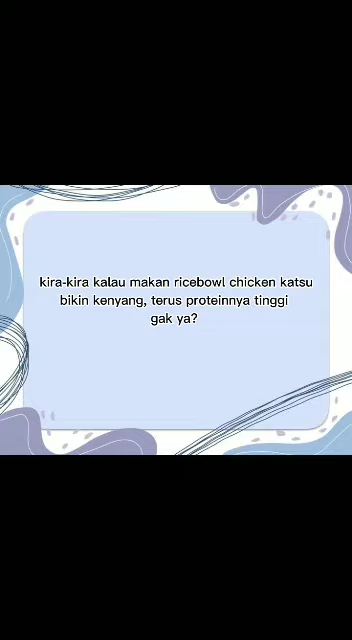 kira-kira kalau makan ricebowl chicken katsu
bikin kenyang, terus proteinnya tinggi
gak ya?